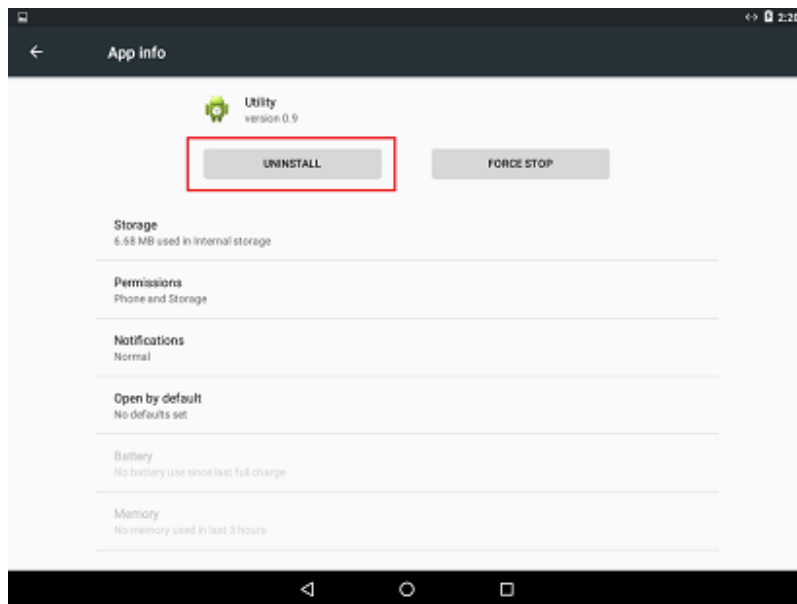 2:20
App info
Utility
version 0.9
UNINSTALL
FORCE STOP
Storage
6.68 MB used in Internal storage
Permissions
Phone and Storage
Notifications
Normal
Open by default
No defaults set
Battery
No battery use since last full charge
Memory
No memory used in last 3 hours